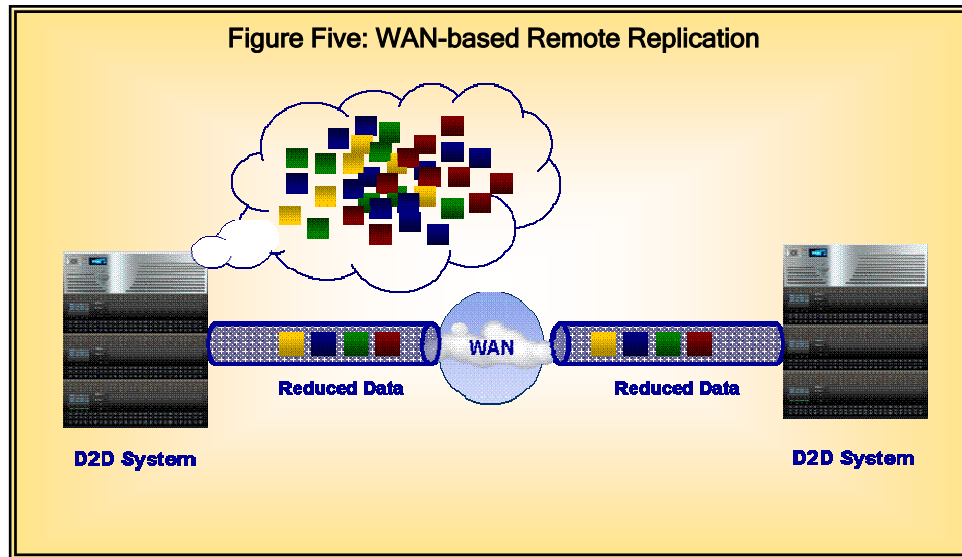 Figure Five: WAN-based Remote Replication
WAN
Reduced Data
Reduced Data
D2D System
D2D System